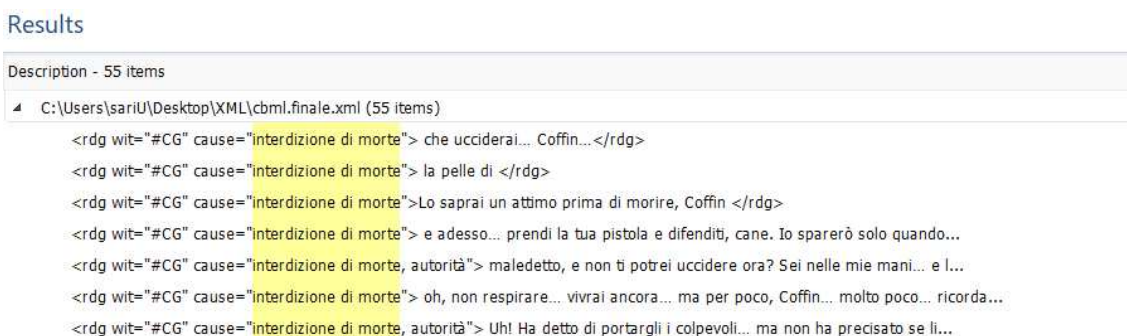 Results
Description - 55 items
C:\Users\sariU\Desktop\XML\cbml.finale.xml (55 items)
<rdg wit="#CG" cause="interdizione di morte"> che ucciderai... Coffin...</rdg>
<rdg wit="#CG" cause="interdizione di morte"> la pelle di </rdg>
<rdg wit="#CG" cause="interdizione di morte">Lo saprai un attimo prima di morire, Coffin </rdg>
<rdg wit="#CG" cause="interdizione di morte"> e adesso... prendi la tua pistola e difenditi, cane. Io sparerò solo quando...
<rdg wit="#CG" cause="interdizione di morte, autorità"> maledetto, e non ti potrei uccidere ora? Sei nelle mie mani... e l...
<rdg wit="#CG" cause="interdizione di morte"> oh, non respirare... vivrai ancora... ma per poco, Coffin... molto poco... ricorda...
<rdg wit="#CG" cause="interdizione di morte, autorità"> Uh! Ha detto di portargli i colpevoli... ma non ha precisato se li...